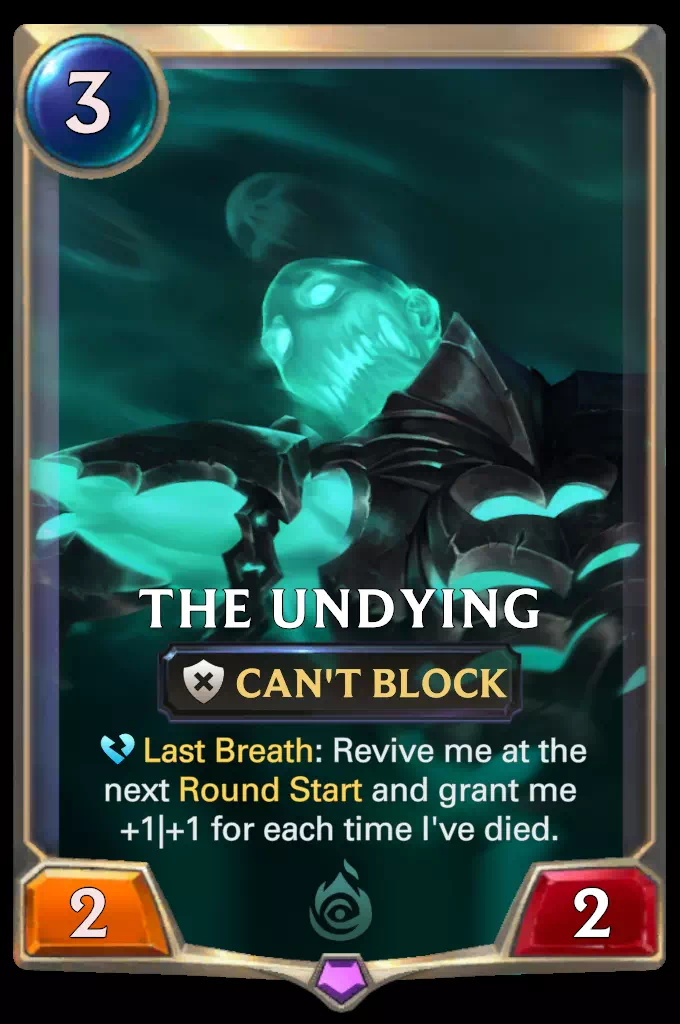 3
THE UNDYING
CAN'T BLOCK
Last Breath: Revive me at the
next Round Start and grant me
+1|+1 for each time I've died.
2
2